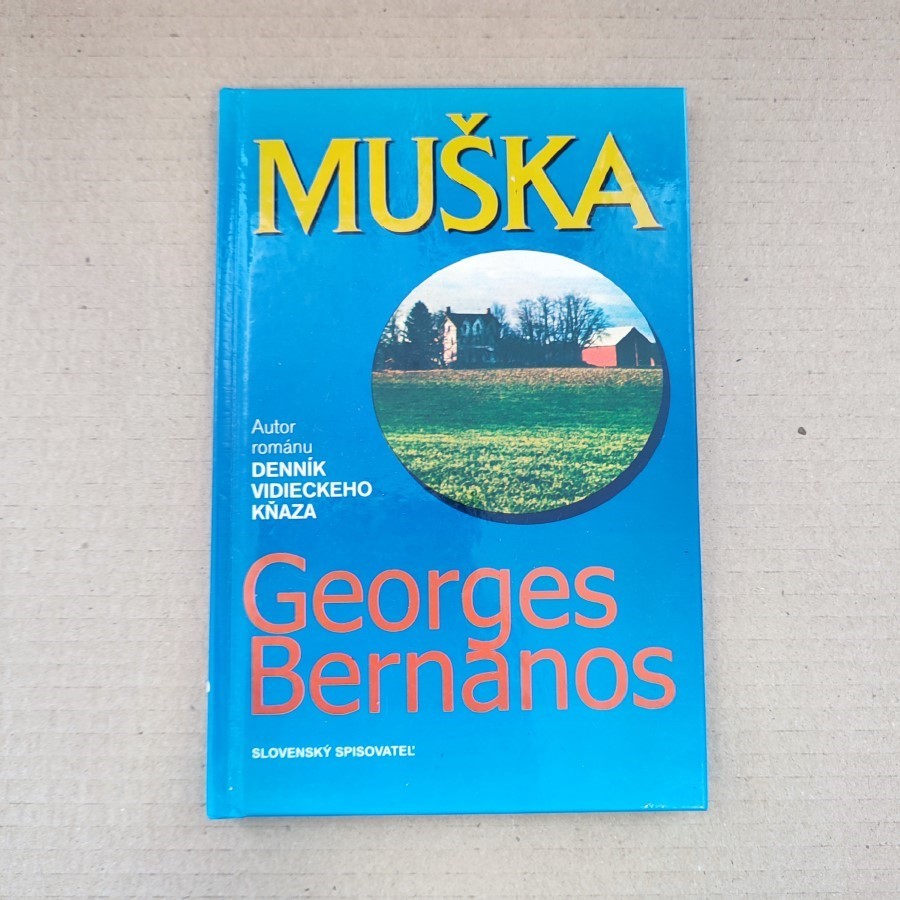 MUŠKA
Autor
románu
DENNÍK
VIDIECKEHO
KŇAZA
Georges
Bernanos
SLOVENSKÝ SPISOVATEĽ